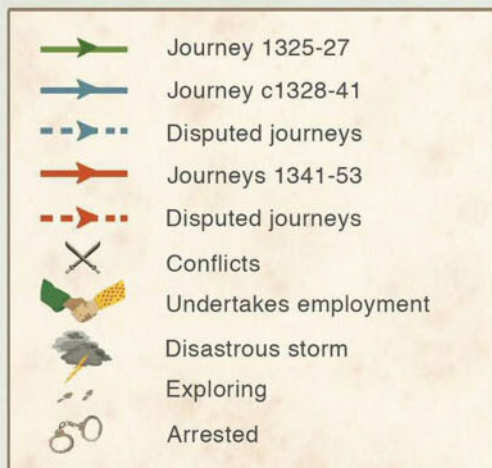 Journey 1325-27
Journey c1328-41
Disputed journeys
Journeys 1341-53
Disputed journeys
Conflicts
Undertakes employment
Disastrous storm
Exploring
Arrested